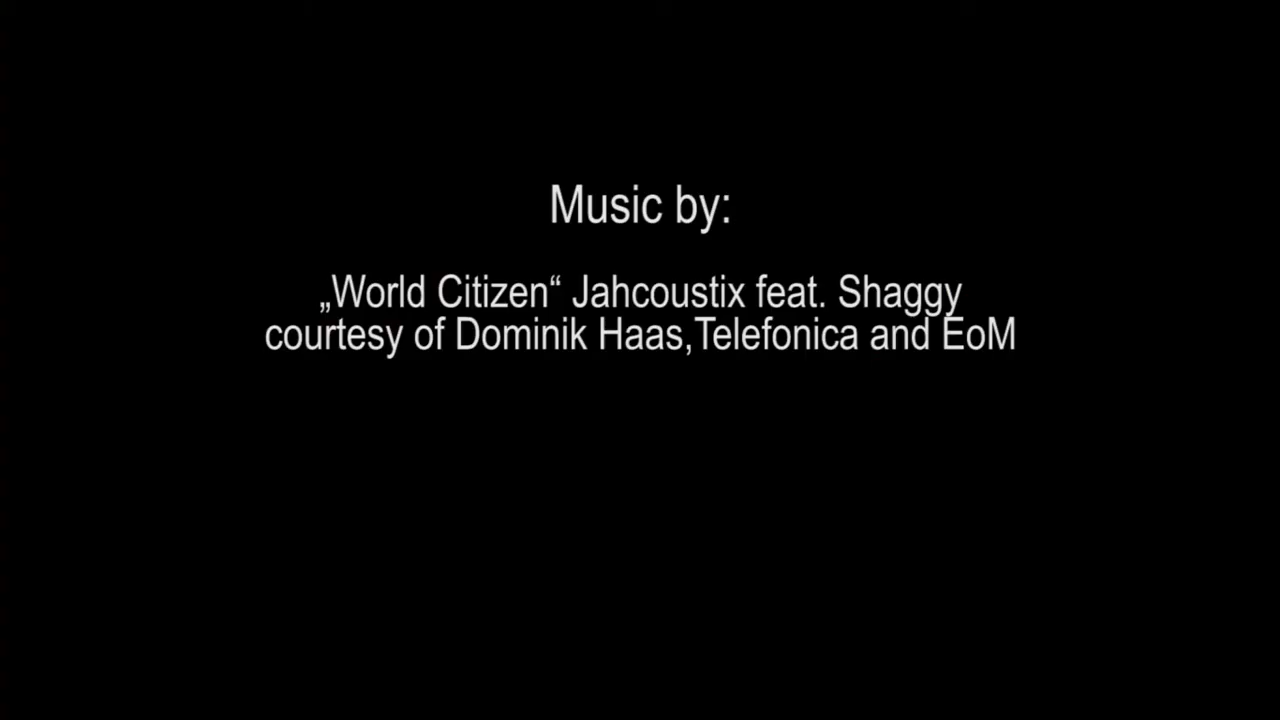 Music by:
„World Citizen“ Jahcoustix feat. Shaggy
courtesy of Dominik Haas,Telefonica and EoM